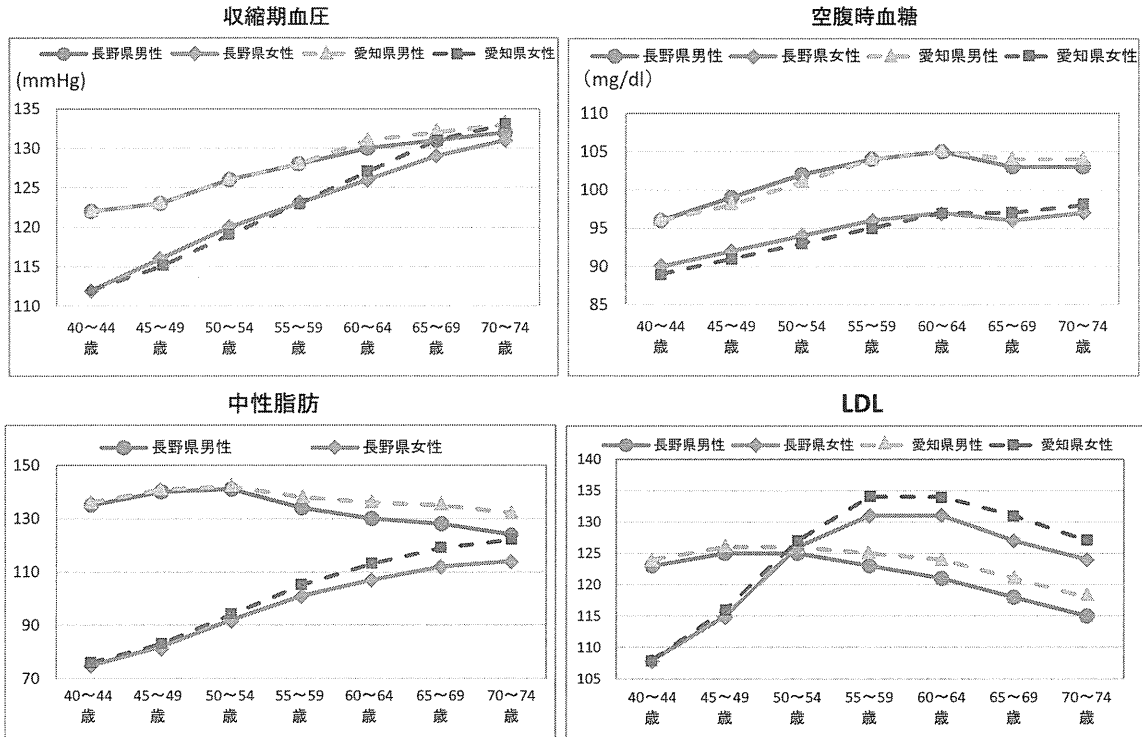 収縮期血圧
長野県男性 長野県女性 愛知県男性 愛知県女性
(mmHg)
135
130
125
120
115
110
40～44歳 45～49歳 50～54歳 55～59歳 60～64歳 65～69歳 70～74歳
空腹時血糖
長野県男性 長野県女性 愛知県男性 愛知県女性
（mg/dl）
110
105
100
95
90
85
40～44歳 45～49歳 50～54歳 55～59歳 60～64歳 65～69歳 70～74歳
中性脂肪
長野県男性 長野県女性
150
130
110
90
70
40～44歳 45～49歳 50～54歳 55～59歳 60～64歳 65～69歳 70～74歳
LDL
長野県男性 長野県女性 愛知県男性 愛知県女性
140
135
130
125
120
115
110
105
40～44歳 45～49歳 50～54歳 55～59歳 60～64歳 65～69歳 70～74歳